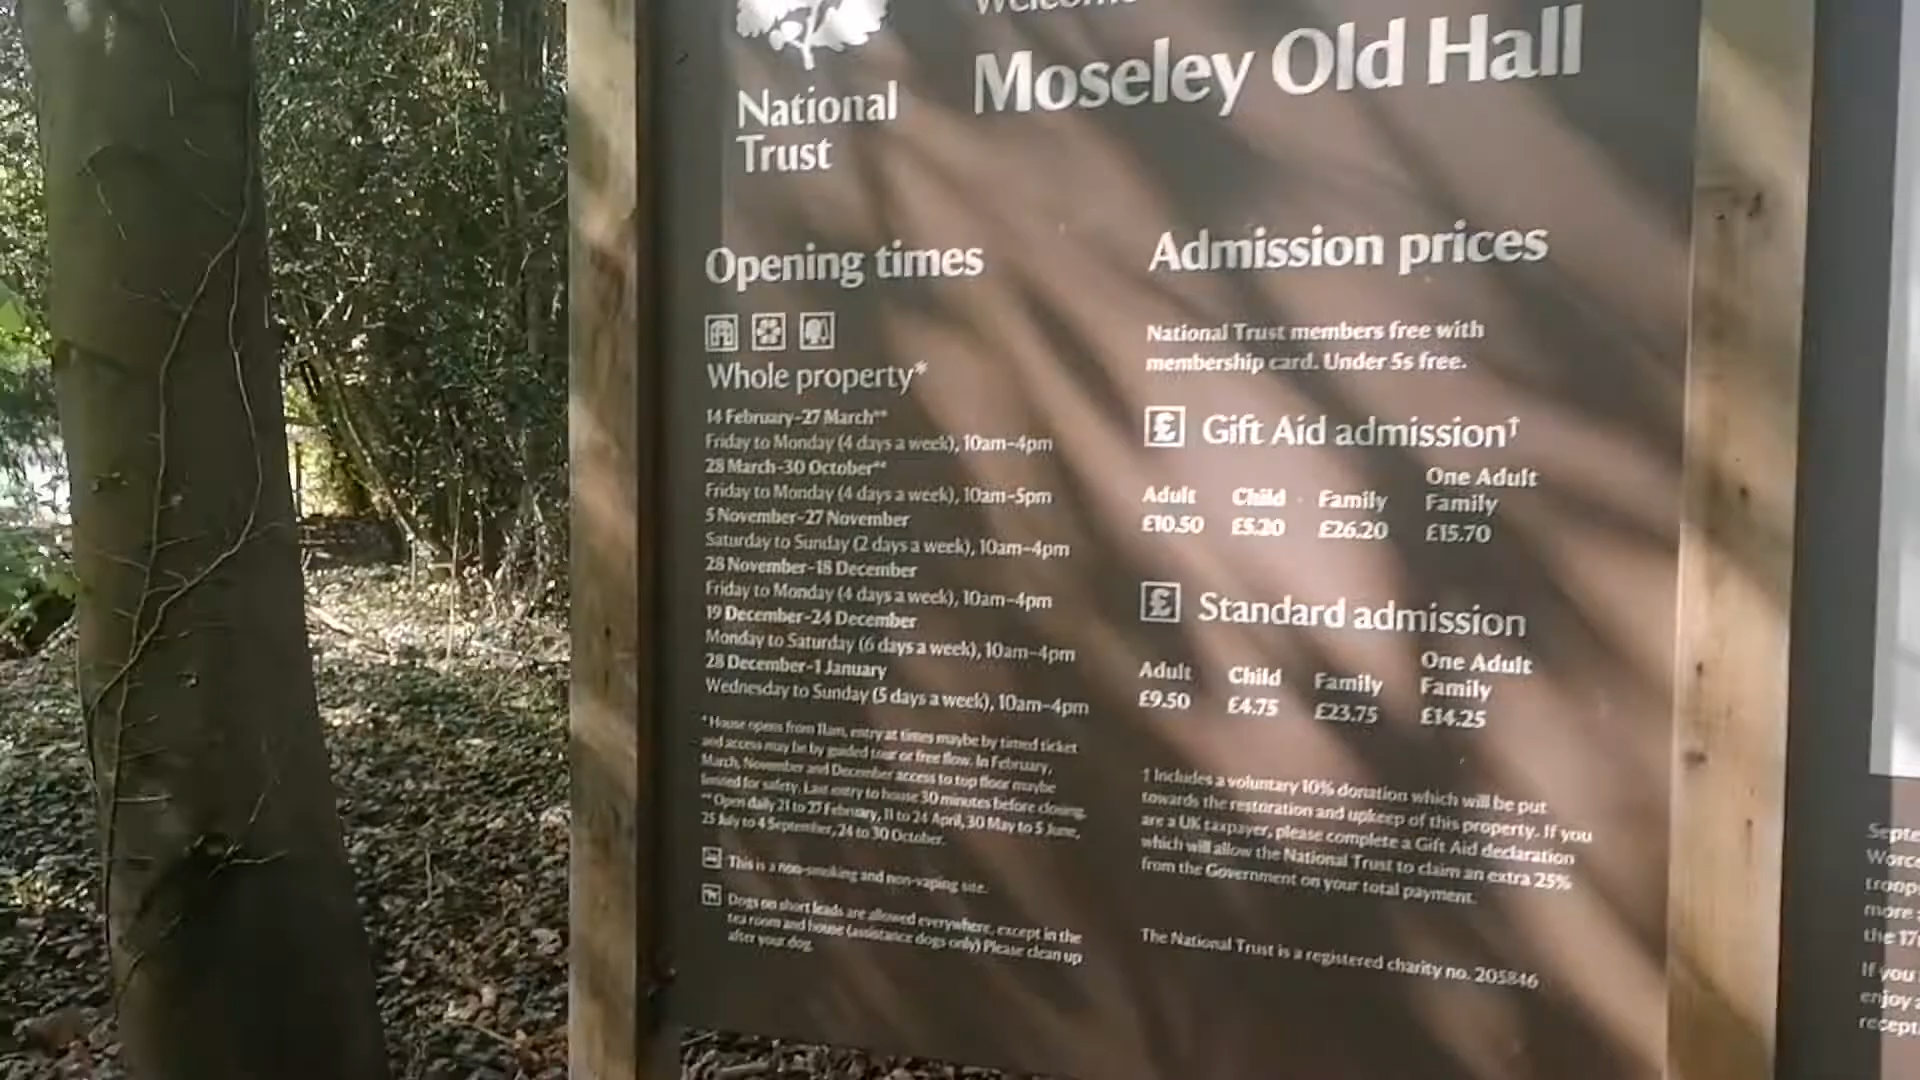 Welcome
Moseley Old Hall
National
Trust
Opening times
Whole property*
14 February–27 March**
Friday to Monday (4 days a week), 10am–4pm
28 March–30 October**
Friday to Monday (4 days a week), 10am–5pm
5 November–27 November
Saturday to Sunday (2 days a week), 10am–4pm
28 November–18 December
Friday to Monday (4 days a week), 10am–4pm
19 December–24 December
Monday to Saturday (6 days a week), 10am–4pm
28 December–1 January
Wednesday to Sunday (5 days a week), 10am–4pm
*House opens from 11am, entry at times maybe by timed ticket
and access may be by guided tour or free flow. In February,
March, November and December access to top floor maybe
limited for safety. Last entry to house 30 minutes before closing.
**Open daily 21 to 27 February, 11 to 24 April, 30 May to 5 June,
25 July to 4 September, 24 to 30 October.
This is a non-smoking and non-vaping site.
Dogs on short leads are allowed everywhere, except in the
tea room and house (assistance dogs only) Please clean up
after your dog.
Admission prices
National Trust members free with
membership card. Under 5s free.
£ Gift Aid admission†
Adult Child Family One Adult Family
£10.50 £5.20 £26.20 £15.70
£ Standard admission
Adult Child Family One Adult Family
£9.50 £4.75 £23.75 £14.25
† Includes a voluntary 10% donation which will be put
towards the restoration and upkeep of this property. If you
are a UK taxpayer, please complete a Gift Aid declaration
which will allow the National Trust to claim an extra 25%
from the Government on your total payment.
The National Trust is a registered charity no. 205846
Septe
Worce
troop
more
the 17
If you
enjoy a
recept